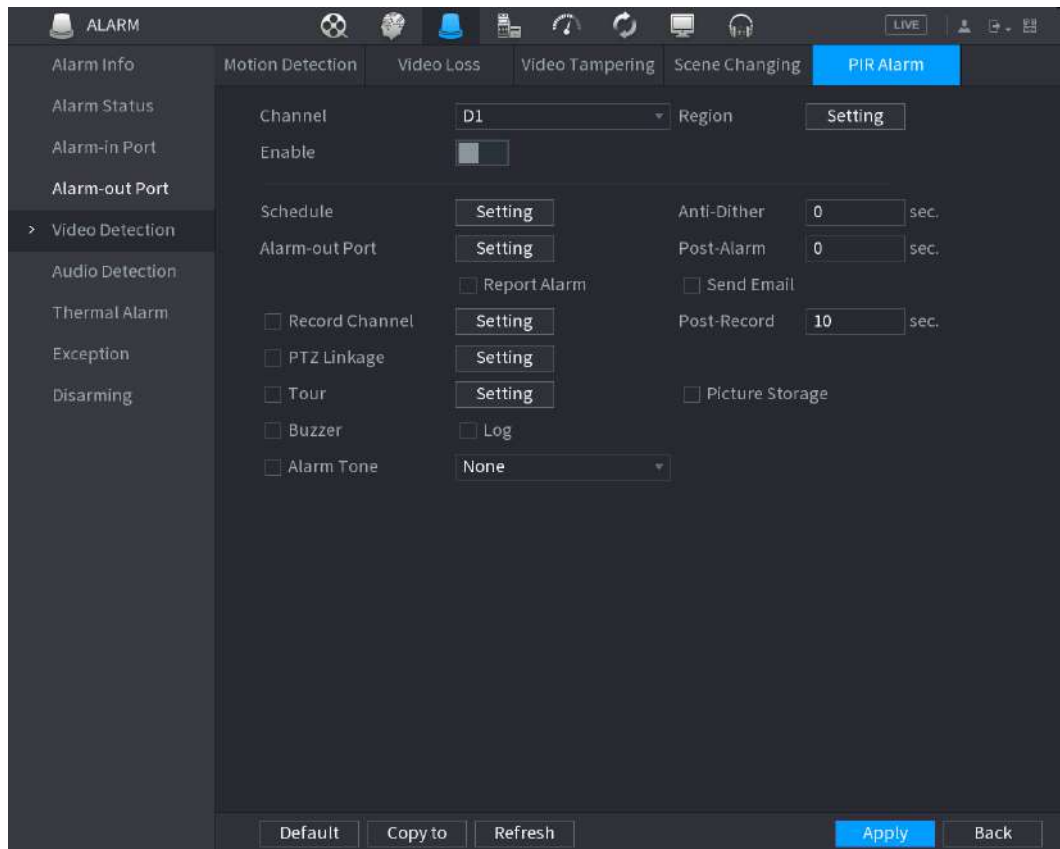 ALARM LIVE
Alarm Info
Alarm Status
Alarm-in Port
Alarm-out Port
> Video Detection
Audio Detection
Thermal Alarm
Exception
Disarming
Motion Detection Video Loss Video Tampering Scene Changing PIR Alarm
Channel D1 Region Setting
Enable
Schedule Setting Anti-Dither 0 sec.
Alarm-out Port Setting Post-Alarm 0 sec.
Report Alarm Send Email
Record Channel Setting Post-Record 10 sec.
PTZ Linkage Setting
Tour Setting Picture Storage
Buzzer Log
Alarm Tone None
Default Copy to Refresh Apply Back